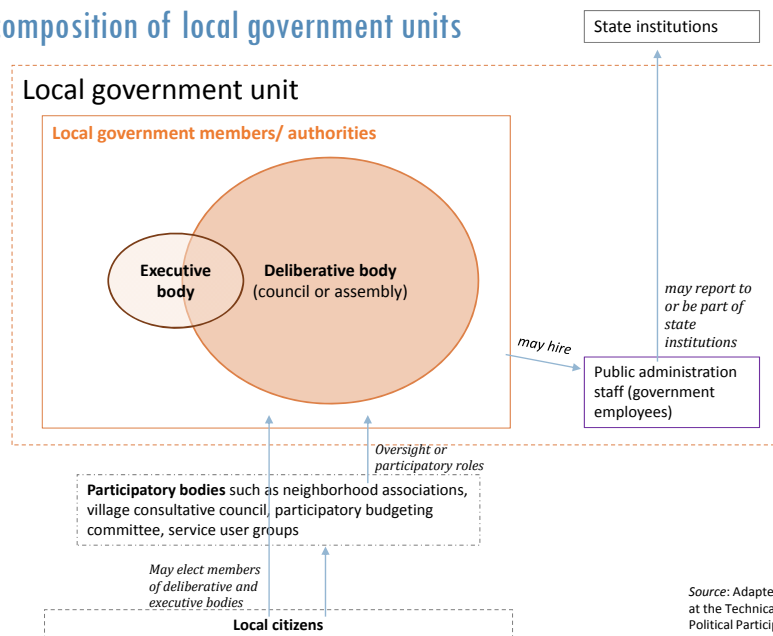 composition of local government units
State institutions
Local government unit
Local government members/ authorities
Executive
body
Deliberative body
(council or assembly)
may report to
or be part of
state
institutions
may hire
Public administration
staff (government
employees)
Oversight or
participatory roles
Participatory bodies such as neighborhood associations,
village consultative council, participatory budgeting
committee, service user groups
May elect members
of deliberative and
executive bodies
Local citizens
Source: Adapte
at the Technica
Political Particip